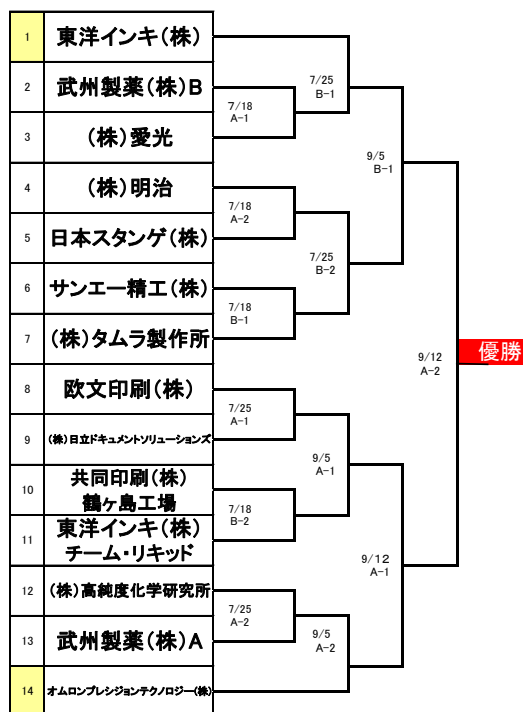 1 東洋インキ(株)
2 武州製薬(株)B
3 (株)愛光
4 (株)明治
5 日本スタンゲ(株)
6 サンエー精工(株)
7 (株)タムラ製作所
8 欧文印刷(株)
9 (株)日立ドキュメントソリューションズ
10 共同印刷(株)
鶴ヶ島工場
11 東洋インキ(株)
チーム・リキッド
12 (株)高純度化学研究所
13 武州製薬(株)A
14 オムロンプレシジョンテクノロジー(株)
7/18
A-1
7/18
A-2
7/18
B-1
7/25
A-1
7/18
B-2
7/25
A-2
7/25
B-1
7/25
B-2
9/5
A-1
9/5
A-2
9/5
B-1
9/12
A-1
9/12
A-2
優勝